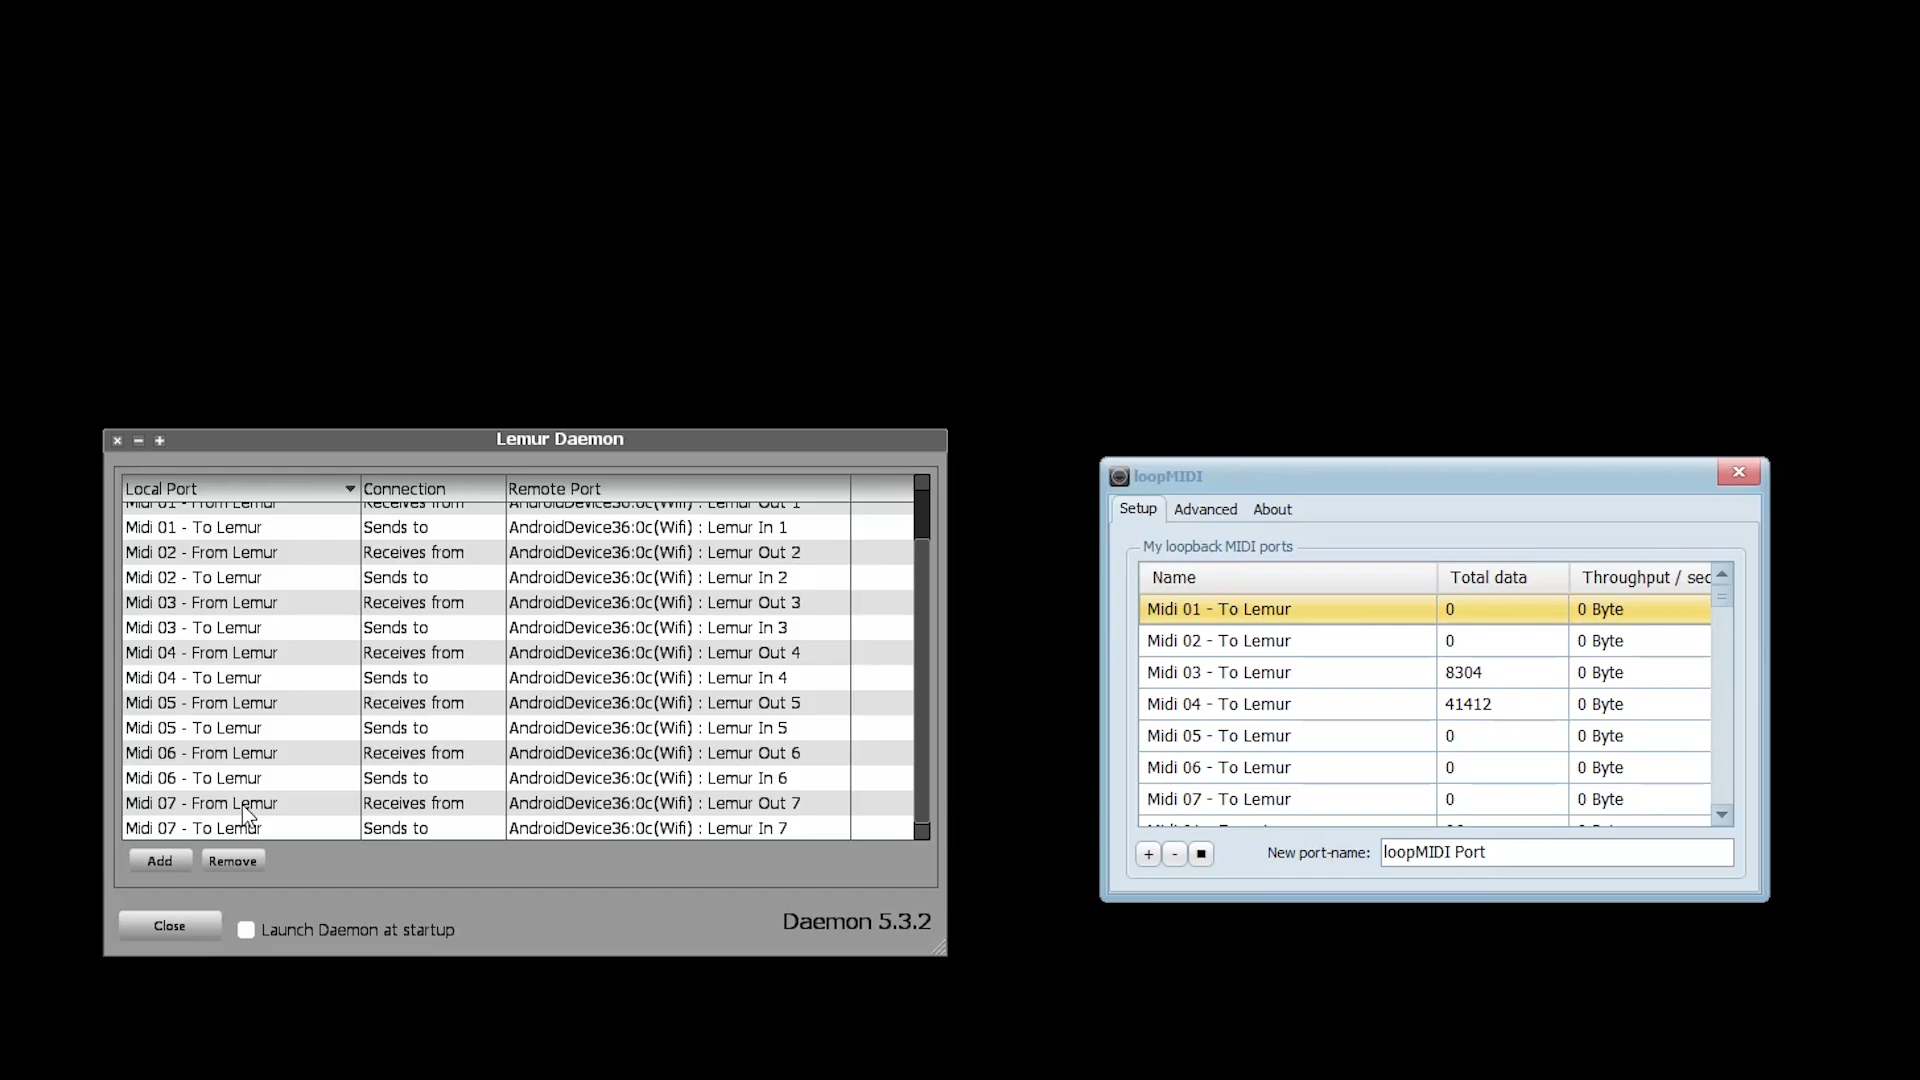 Lemur Daemon
Local Port Connection Remote Port
Midi 01 - From Lemur Receives from AndroidDevice36:0c(Wifi) : Lemur Out 1
Midi 01 - To Lemur Sends to AndroidDevice36:0c(Wifi) : Lemur In 1
Midi 02 - From Lemur Receives from AndroidDevice36:0c(Wifi) : Lemur Out 2
Midi 02 - To Lemur Sends to AndroidDevice36:0c(Wifi) : Lemur In 2
Midi 03 - From Lemur Receives from AndroidDevice36:0c(Wifi) : Lemur Out 3
Midi 03 - To Lemur Sends to AndroidDevice36:0c(Wifi) : Lemur In 3
Midi 04 - From Lemur Receives from AndroidDevice36:0c(Wifi) : Lemur Out 4
Midi 04 - To Lemur Sends to AndroidDevice36:0c(Wifi) : Lemur In 4
Midi 05 - From Lemur Receives from AndroidDevice36:0c(Wifi) : Lemur Out 5
Midi 05 - To Lemur Sends to AndroidDevice36:0c(Wifi) : Lemur In 5
Midi 06 - From Lemur Receives from AndroidDevice36:0c(Wifi) : Lemur Out 6
Midi 06 - To Lemur Sends to AndroidDevice36:0c(Wifi) : Lemur In 6
Midi 07 - From Lemur Receives from AndroidDevice36:0c(Wifi) : Lemur Out 7
Midi 07 - To Lemur Sends to AndroidDevice36:0c(Wifi) : Lemur In 7
Add Remove
Close Launch Daemon at startup Daemon 5.3.2
loopMIDI
Setup Advanced About
My loopback MIDI ports
Name Total data Throughput / sec
Midi 01 - To Lemur 0 0 Byte
Midi 02 - To Lemur 0 0 Byte
Midi 03 - To Lemur 8304 0 Byte
Midi 04 - To Lemur 41412 0 Byte
Midi 05 - To Lemur 0 0 Byte
Midi 06 - To Lemur 0 0 Byte
Midi 07 - To Lemur 0 0 Byte
+ - New port-name: loopMIDI Port